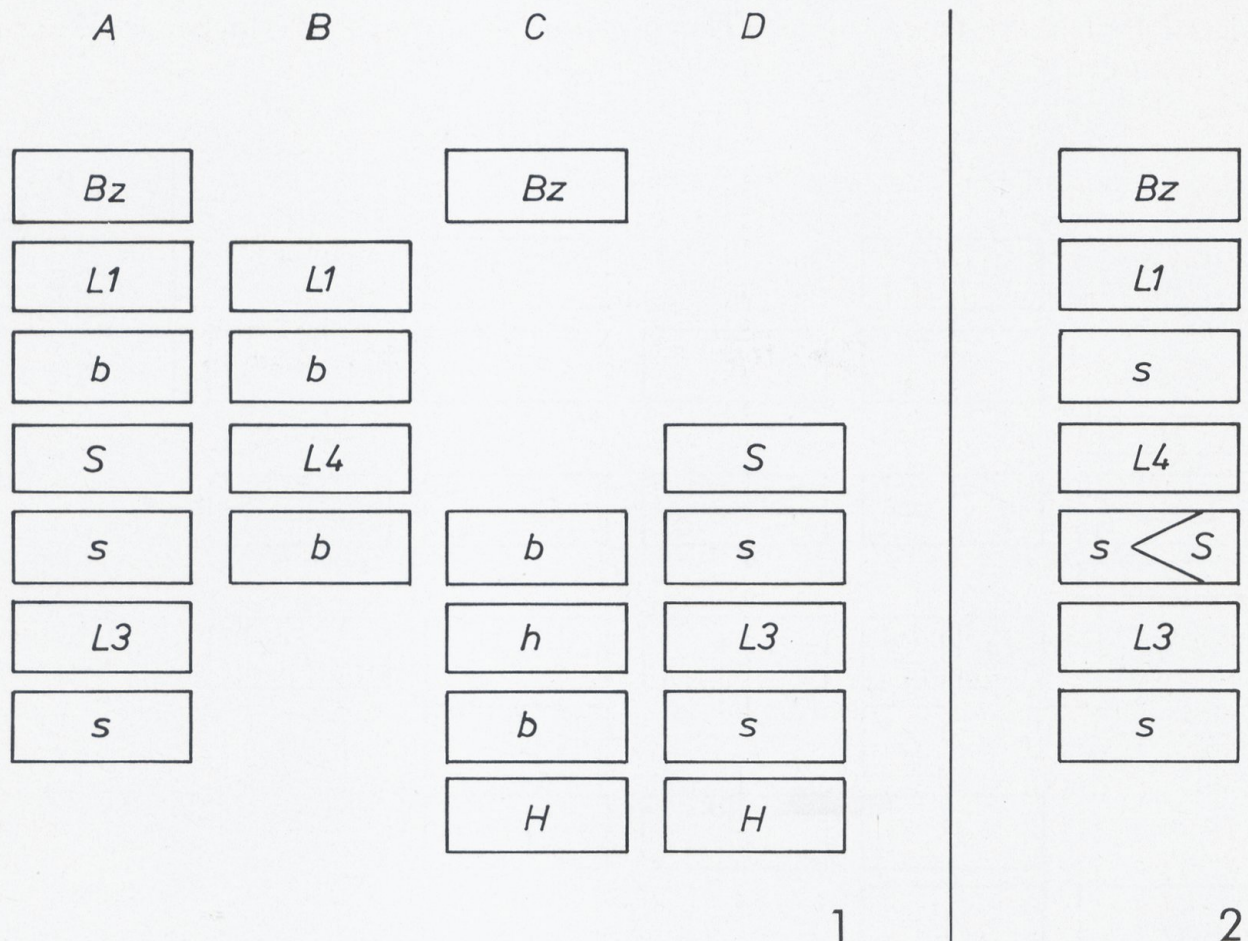 A B C D
Bz Bz Bz
L1 L1 L1
b b s
S L4 S L4
s b b s s < S
L3 h L3 L3
s b s s
H H
1 2